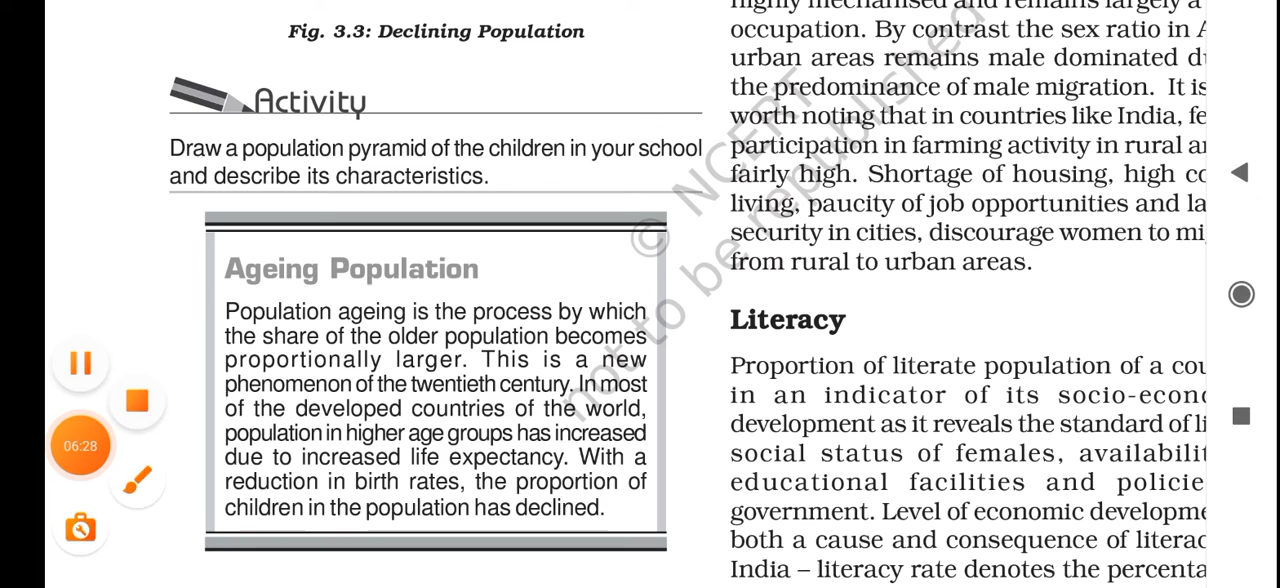 Fig. 3.3: Declining Population
Activity
Draw a population pyramid of the children in your school
and describe its characteristics.
Ageing Population
Population ageing is the process by which
the share of the older population becomes
proportionally larger. This is a new
phenomenon of the twentieth century. In most
of the developed countries of the world,
population in higher age groups has increased
due to increased life expectancy. With a
reduction in birth rates, the proportion of
children in the population has declined.
highly mechanised and remains largely a
occupation. By contrast the sex ratio in
urban areas remains male dominated
the predominance of male migration. It is
worth noting that in countries like India,
participation in farming activity in rural
fairly high. Shortage of housing, high
living, paucity of job opportunities and
security in cities, discourage women to
from rural to urban areas.
Literacy
Proportion of literate population of a
in an indicator of its
development as it reveals the standard of
social status of females,
educational facilities and
government. Level of economic
both a cause and consequence of
India – literacy rate denotes the
© NCERT
not to be republished
06:28